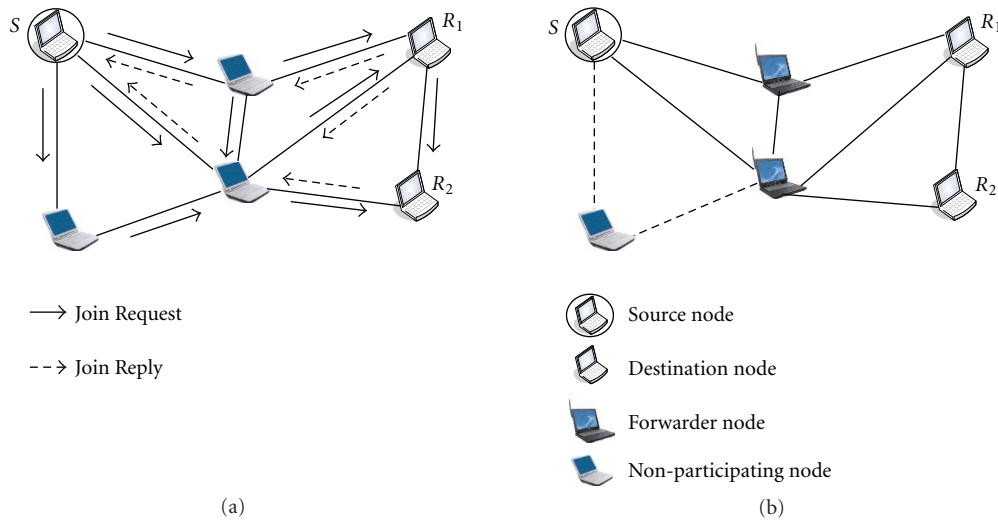 S
R1
R2
Join Request
Join Reply
(a)
S
R1
R2
Source node
Destination node
Forwarder node
Non-participating node
(b)